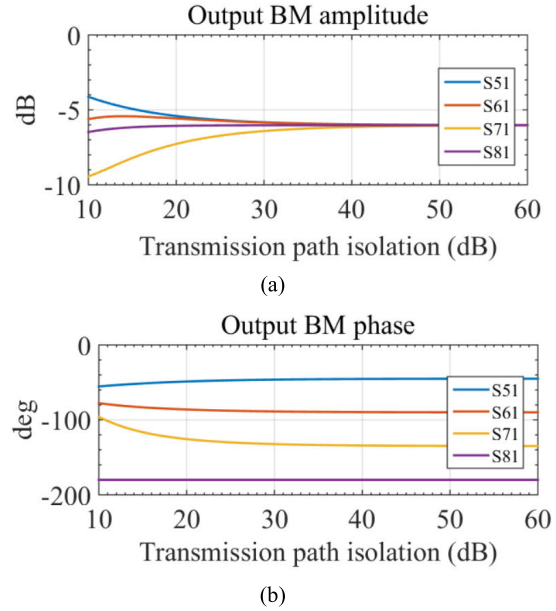 Output BM amplitude
0
-5
-10
dB
S51
S61
S71
S81
10 20 30 40 50 60
Transmission path isolation (dB)
(a)
Output BM phase
0
-100
-200
deg
S51
S61
S71
S81
10 20 30 40 50 60
Transmission path isolation (dB)
(b)